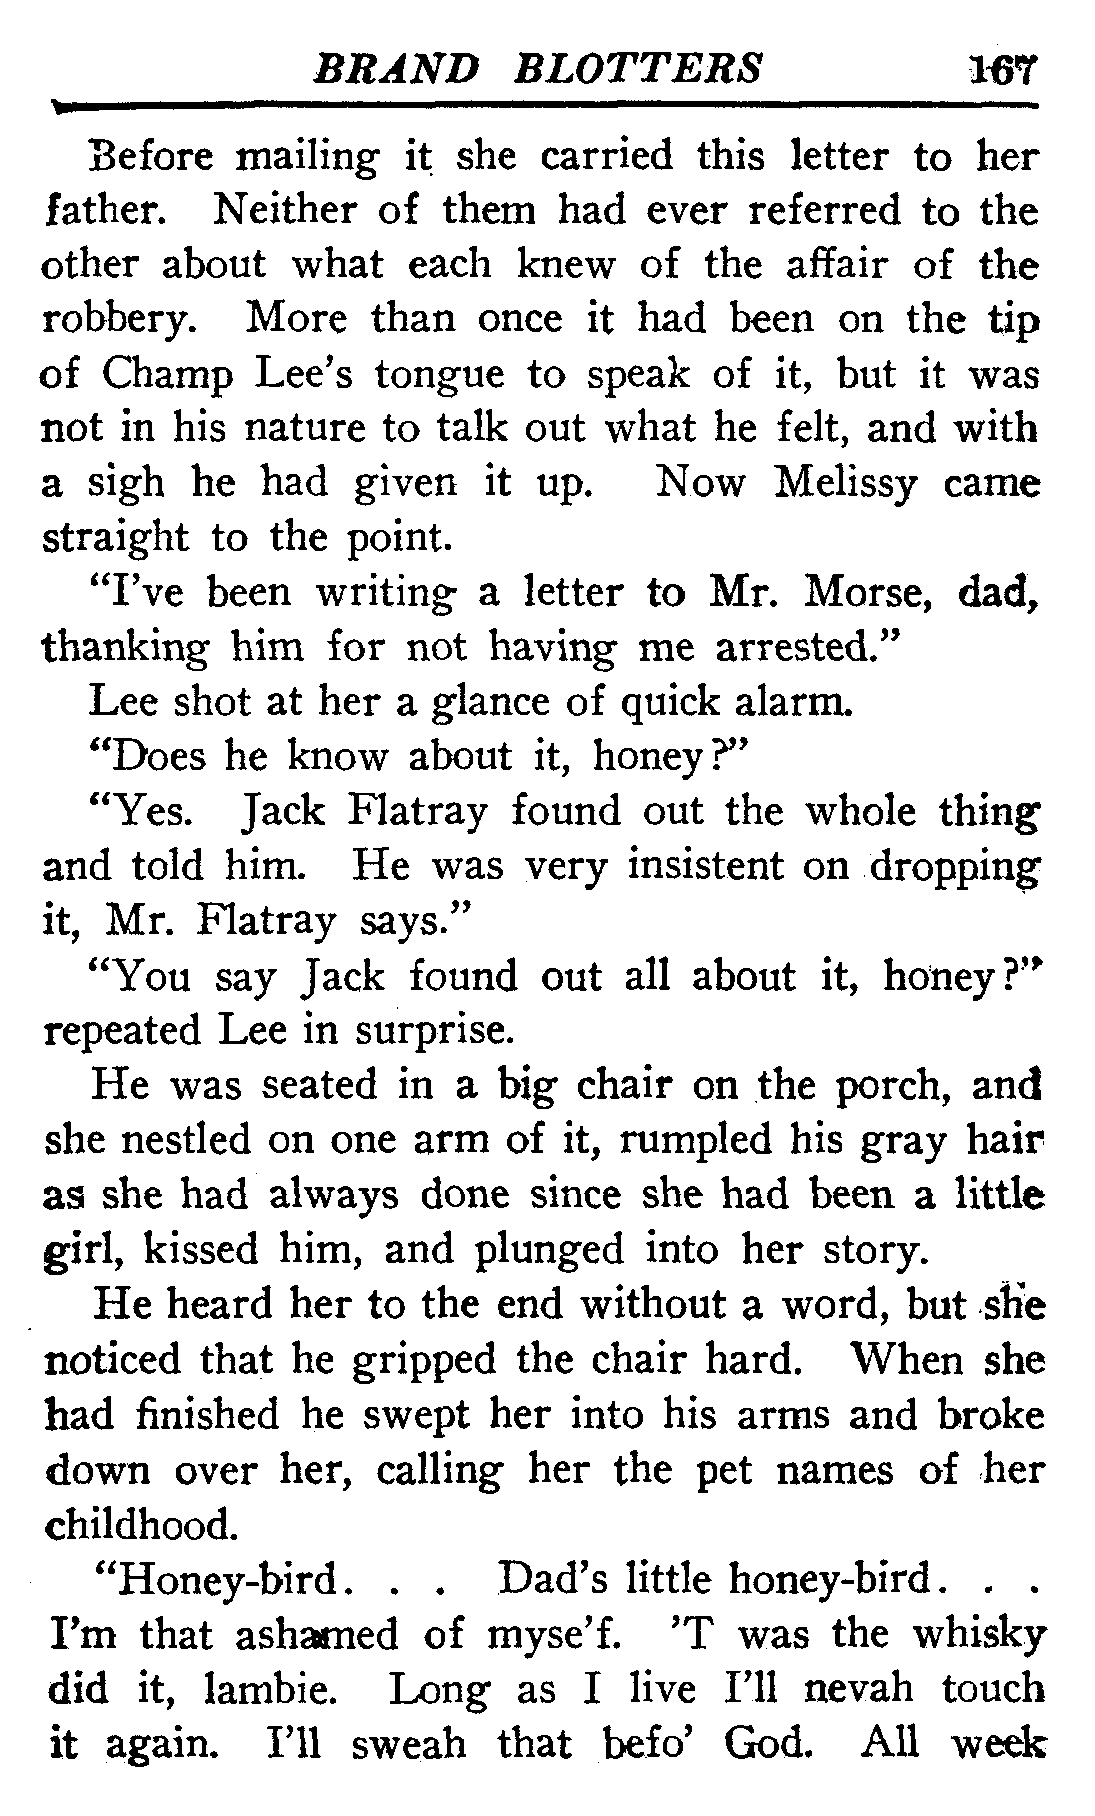 BRAND BLOTTERS 167
Before mailing it she carried this letter to her
father. Neither of them had ever referred to the
other about what each knew of the affair of the
robbery. More than once it had been on the tip
of Champ Lee's tongue to speak of it, but it was
not in his nature to talk out what he felt, and with
a sigh he had given it up. Now Melissy came
straight to the point.
"I've been writing a letter to Mr. Morse, dad,
thanking him for not having me arrested."
Lee shot at her a glance of quick alarm.
"Does he know about it, honey?"
"Yes. Jack Flatray found out the whole thing
and told him. He was very insistent on dropping
it, Mr. Flatray says."
"You say Jack found out all about it, honey?"
repeated Lee in surprise.
He was seated in a big chair on the porch, and
she nestled on one arm of it, rumpled his gray hair
as she had always done since she had been a little
girl, kissed him, and plunged into her story.
He heard her to the end without a word, but she
noticed that he gripped the chair hard. When she
had finished he swept her into his arms and broke
down over her, calling her the pet names of her
childhood.
"Honey-bird. . . Dad's little honey-bird. . .
I'm that ashamed of myse'f. 'T was the whisky
did it, lambie. Long as I live I'll nevah touch
it again. I'll sweah that befo' God. All week